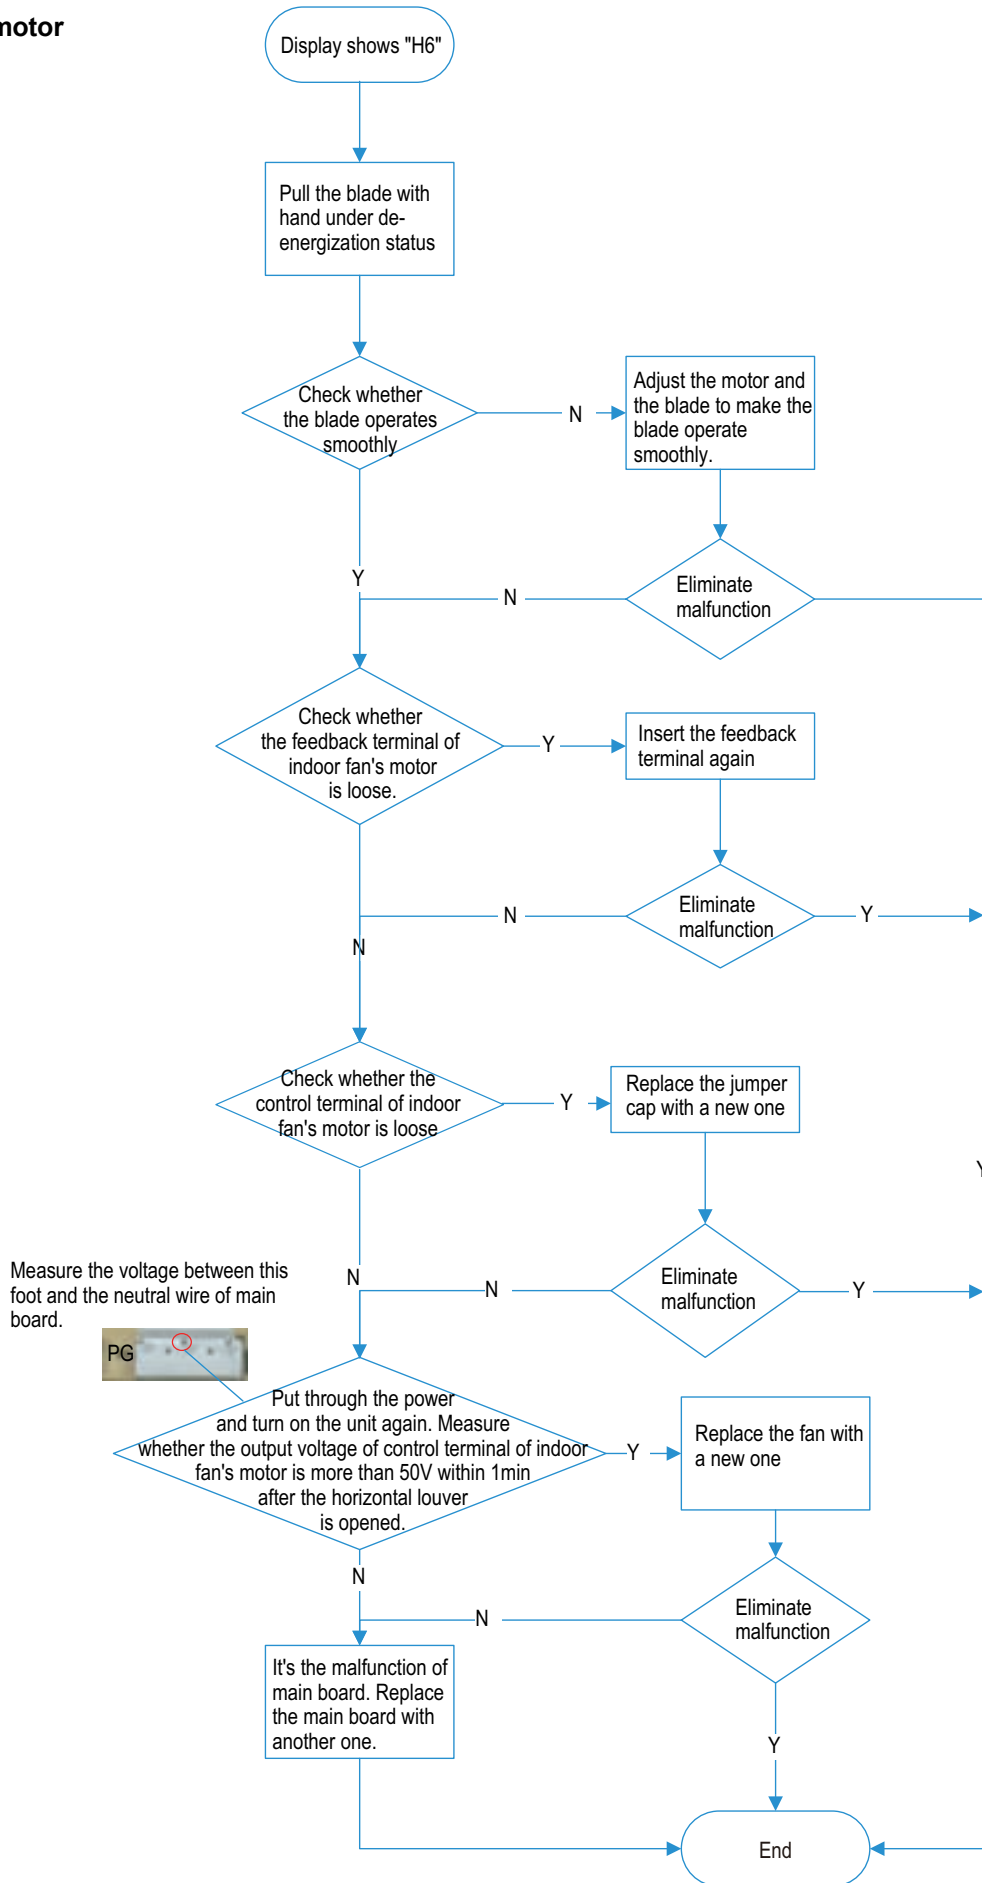 motor
Display shows "H6"
Pull the blade with
hand under de-
energization status
Check whether
the blade operates
smoothly
N
Adjust the motor and
the blade to make the
blade operate
smoothly.
Y
N
Eliminate
malfunction
Check whether
the feedback terminal of
indoor fan's motor
is loose.
Y
Insert the feedback
terminal again
N
Eliminate
malfunction
Y
N
Check whether the
control terminal of indoor
fan's motor is loose
Y
Replace the jumper
cap with a new one
Y
Measure the voltage between this
foot and the neutral wire of main
board.
N
N
Eliminate
malfunction
Y
PG
Put through the power
and turn on the unit again. Measure
whether the output voltage of control terminal of indoor
fan's motor is more than 50V within 1min
after the horizontal louver
is opened.
Y
Replace the fan with
a new one
N
N
Eliminate
malfunction
It's the malfunction of
main board. Replace
the main board with
another one.
Y
End